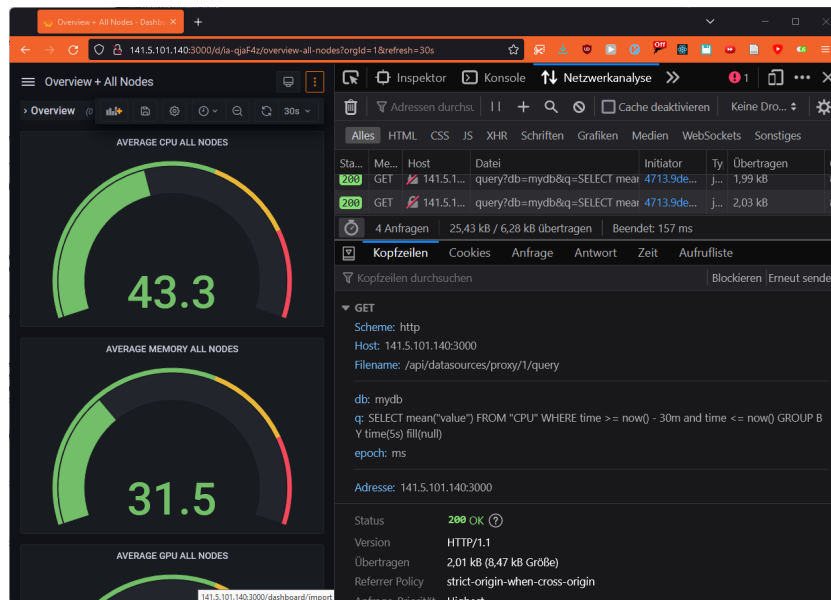 Overview + All Nodes - Dashbo
141.5.101.140:3000/d/ia-qjaF4z/overview-all-nodes?orgId=1&refresh=30s
Off
Overview + All Nodes
Overview (0
30s
AVERAGE CPU ALL NODES
43.3
AVERAGE MEMORY ALL NODES
31.5
AVERAGE GPU ALL NODES
141.5.101.140:3000/dashboard/import
Inspektor Konsole Netzwerkanalyse 1
Adressen durchsu Cache deaktivieren Keine Dro...
Alles HTML CSS JS XHR Schriften Grafiken Medien WebSockets Sonstiges
Sta... Me... Host Datei Initiator Ty Übertragen
200 GET 141.5.1... query?db=mydb&q=SELECT mear 4713.9de... j... 1,99 kB
200 GET 141.5.1... query?db=mydb&q=SELECT mear 4713.9de... j... 2,03 kB
4 Anfragen 25,43 kB / 6,28 kB übertragen Beendet: 157 ms
Kopfzeilen Cookies Anfrage Antwort Zeit Aufrufliste
Kopfzeilen durchsuchen Blockieren Erneut sende
GET
Scheme: http
Host: 141.5.101.140:3000
Filename: /api/datasources/proxy/1/query
db: mydb
q: SELECT mean("value") FROM "CPU" WHERE time >= now() - 30m and time <= now() GROUP B
Y time(5s) fill(null)
epoch: ms
Adresse: 141.5.101.140:3000
Status 200 OK ?
Version HTTP/1.1
Übertragen 2,01 kB (8,47 kB Größe)
Referrer Policy strict-origin-when-cross-origin
Anfrage-Priorität Highest